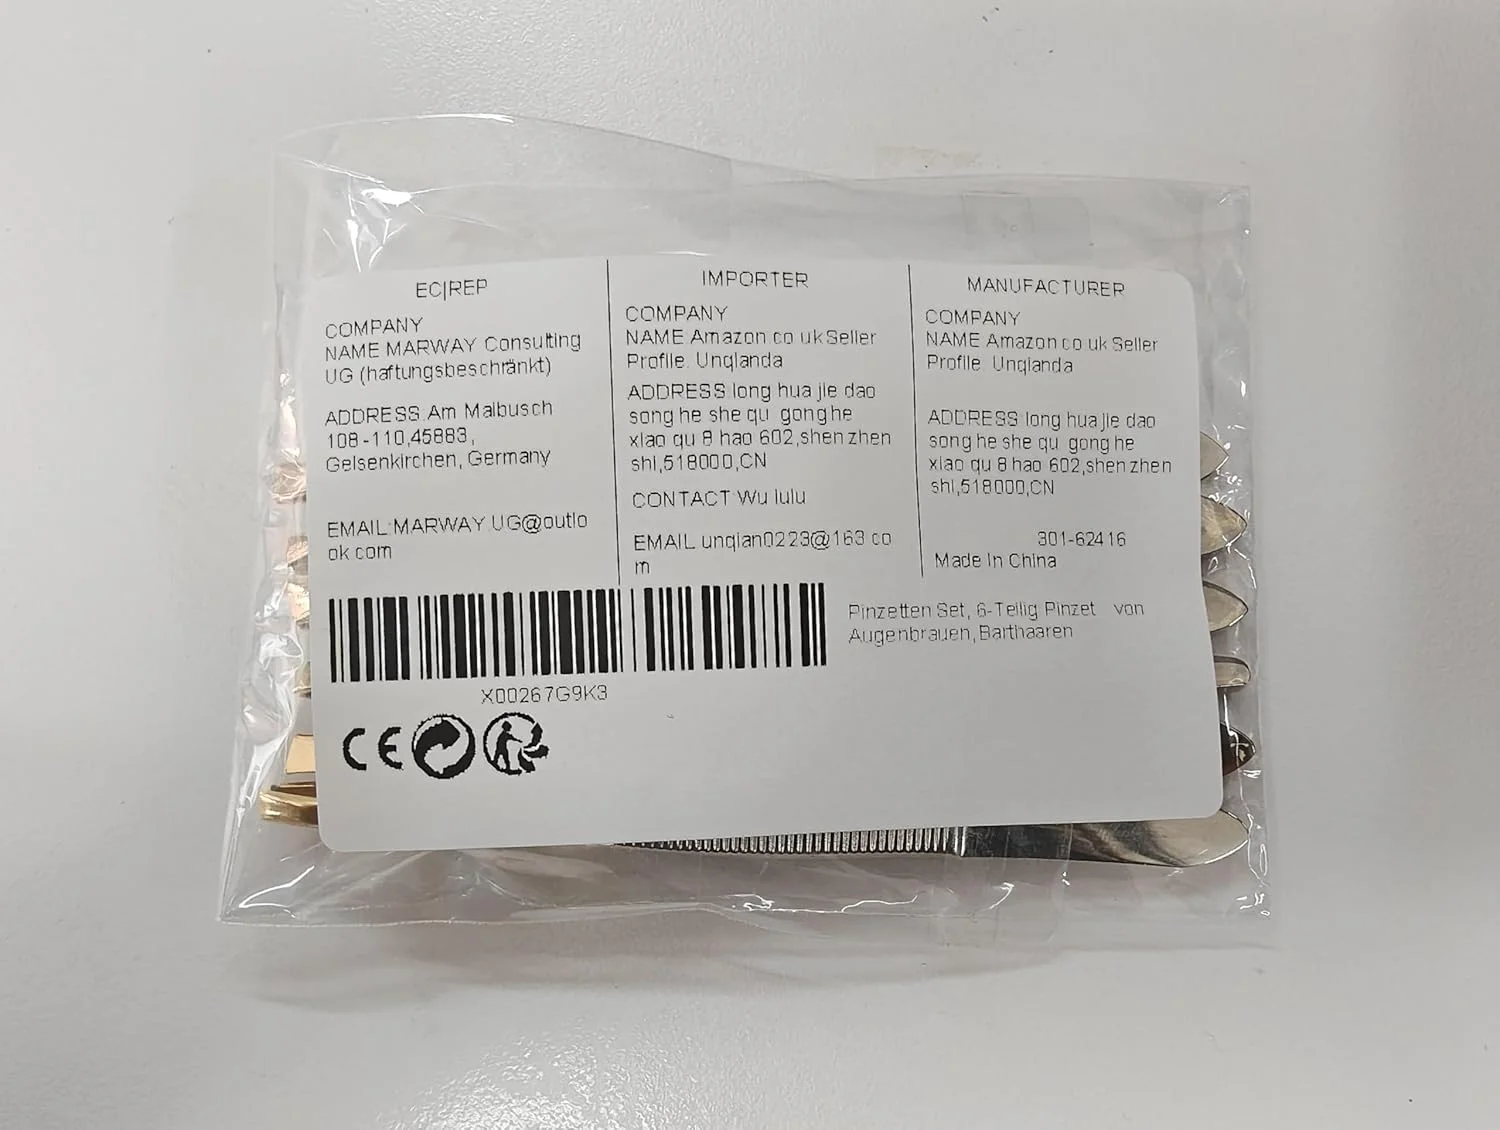 EC|REP
COMPANY
NAME MARWAY Consulting
UG (haftungsbeschränkt)
ADDRESS:Am Maibusch
108-110,45883,
Gelsenkirchen, Germany
EMAIL:MARWAY.UG@outlo
ok.com
IMPORTER
COMPANY
NAME:Amazon.co.uk Seller
Profile: Unqlanda
ADDRESS:long hua jie dao
song he she qu gong he
xiao qu 8 hao 602,shen zhen
shi,518000,CN
CONTACT:Wu lulu
EMAIL:unqian0223@163.co
m
MANUFACTURER
COMPANY
NAME:Amazon.co.uk Seller
Profile: Unqlanda
ADDRESS:long hua jie dao
song he she qu gong he
xiao qu 8 hao 602,shen zhen
shi,518000,CN
301-62416
Made In China
Pinzetten Set, 6-Teilig Pinzet von
Augenbrauen,Barthaaren
X00267G9K3
CE